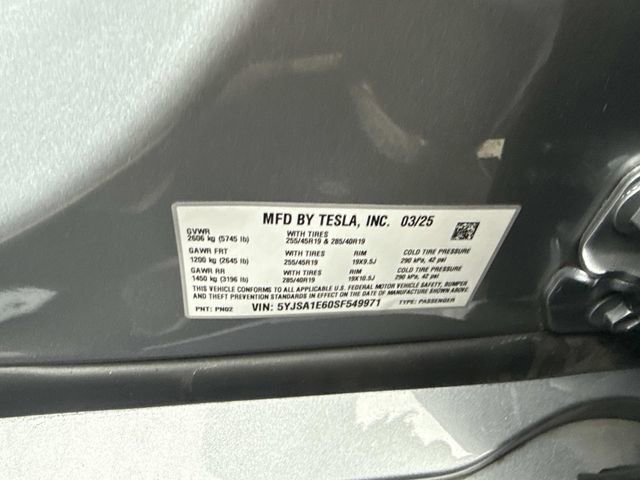 MFD BY TESLA, INC. 03/25
GVWR
2606 kg (5745 lb)
WITH TIRES
255/45R19 & 285/40R19
GAWR FRT
1200 kg (2645 lb)
WITH TIRES
255/45R19
RIM
19X9.5J
COLD TIRE PRESSURE
290 kPa, 42 psi
GAWR RR
1450 kg (3196 lb)
WITH TIRES
285/40R19
RIM
19X10.5J
COLD TIRE PRESSURE
290 kPa, 42 psi
THIS VEHICLE CONFORMS TO ALL APPLICABLE U.S. FEDERAL MOTOR VEHICLE SAFETY, BUMPER
AND THEFT PREVENTION STANDARDS IN EFFECT ON THE DATE OF MANUFACTURE SHOWN ABOVE.
PNT: PN02 VIN: 5YJSA1E60SF549971 TYPE: PASSENGER